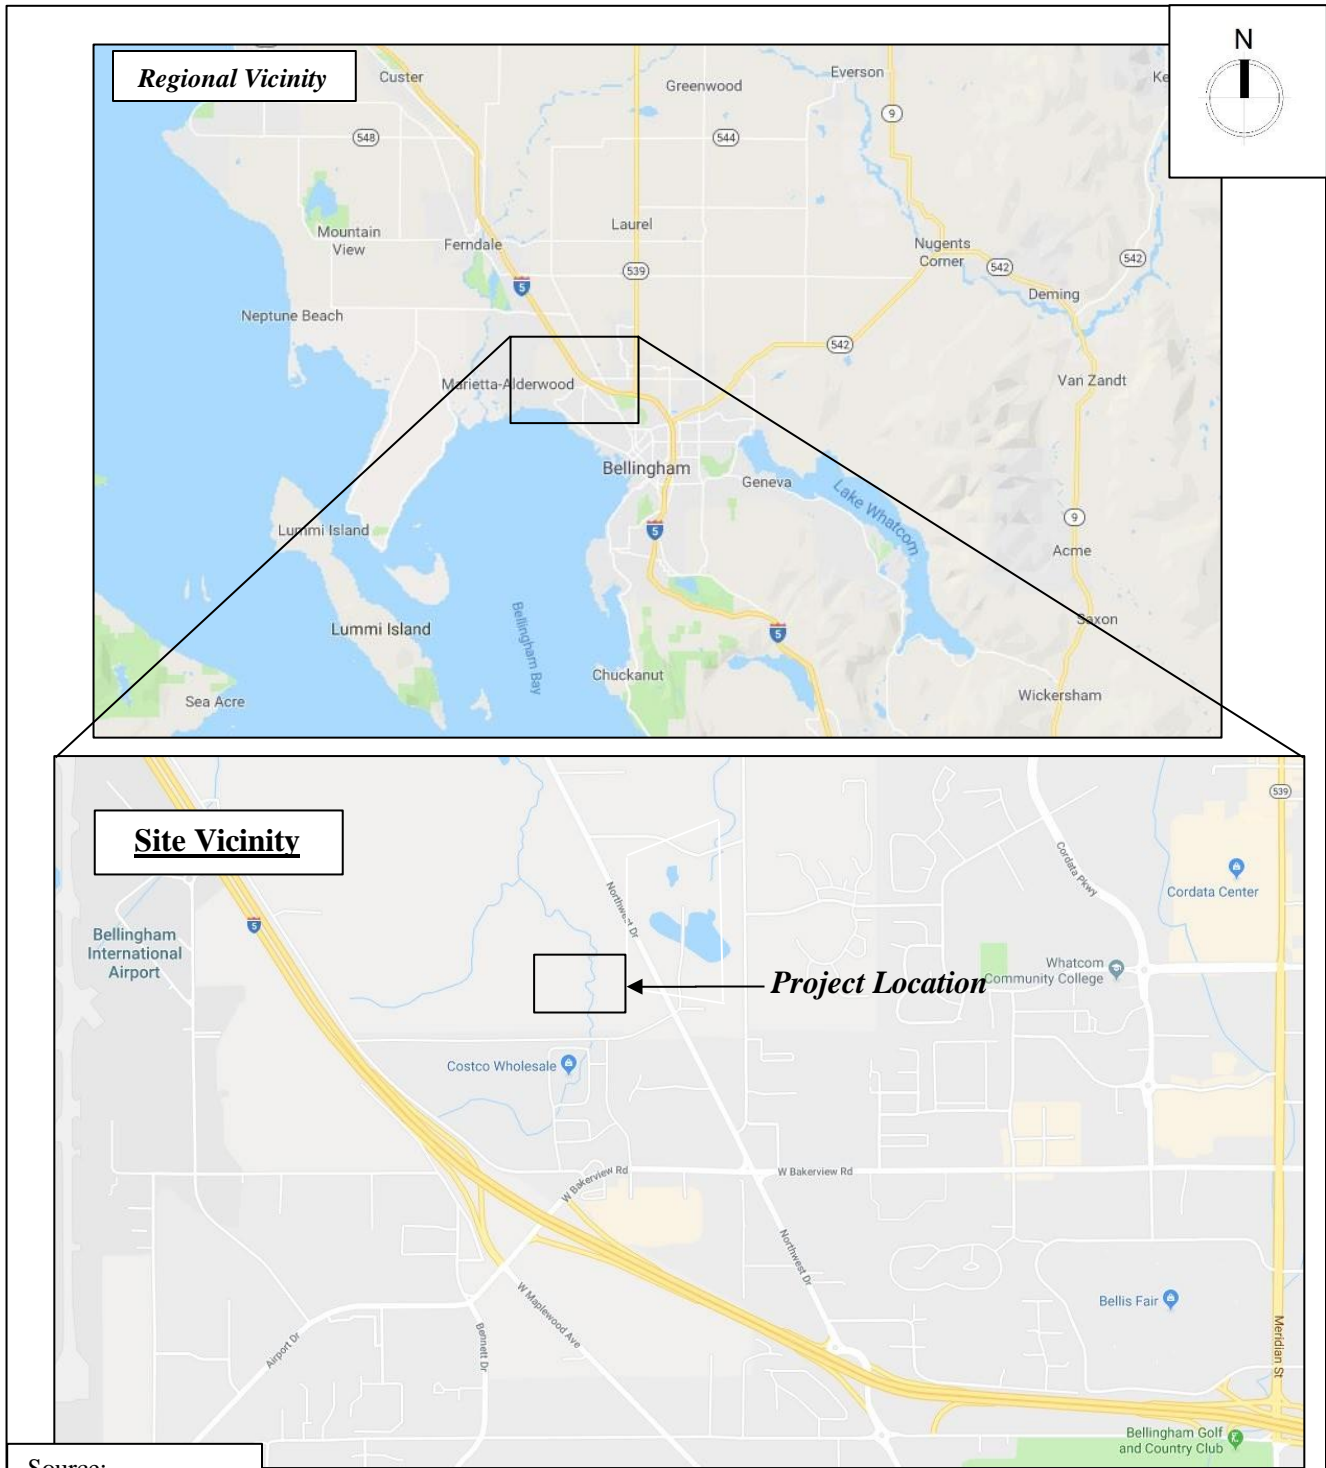 N
Regional Vicinity
Custer
Greenwood
Everson
Ke
9
548
544
Laurel
Mountain
View
Ferndale
Nugents
Corner
542
542
539
5
Deming
Neptune Beach
542
Marietta-Alderwood
Van Zandt
Bellingham
Geneva
Lake Whatcom
9
Lummi Island
5
Acme
Bellingham Bay
Lummi Island
5
Saxon
Chuckanut
Sea Acre
Wickersham
Site Vicinity
539
Cordata Pkwy
Cordata Center
Northwest Dr
5
Bellingham
International
Airport
Whatcom
Community College
Project Location
Costco Wholesale
W Bakerview Rd
W Bakerview Rd
Northwest Dr
Bellis Fair
W Maplewood Ave
Airport Dr
Bennett Dr
Meridian St
Bellingham Golf
and Country Club
Source: